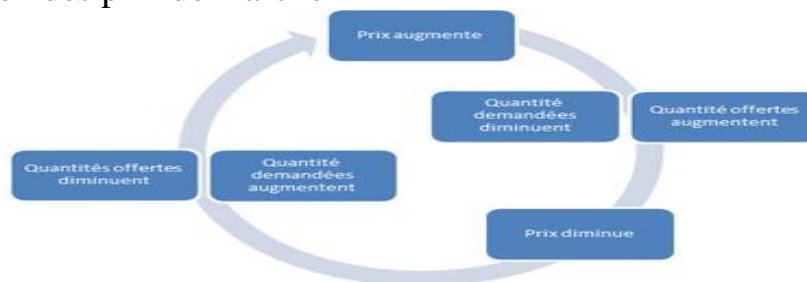 Prix augmente
Quantité
demandées
diminuent
Quantité offertes
augmentent
Prix diminue
Quantité
demandées
augmentent
Quantités offertes
diminuent